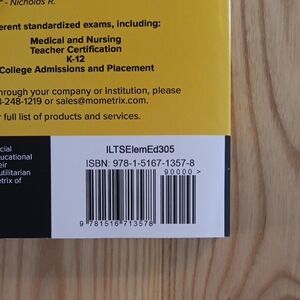 - Nicholas R.
erent standardized exams, including:
Medical and Nursing
Teacher Certification
K-12
College Admissions and Placement
hrough your company or institution, please
-248-1219 or sales@mometrix.com.
r full list of products and services.
cial
ucational
eir
utilitarian
etrix of
ILTSElemEd305
ISBN: 978-1-5167-1357-8
90000>
9 781516 713578